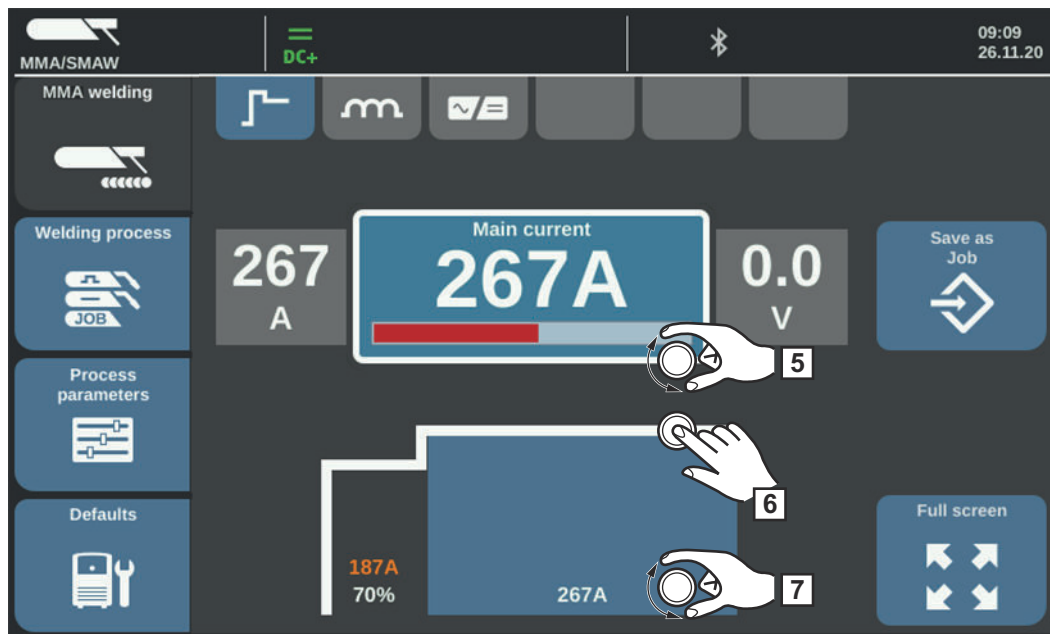 MMA/SMAW
DC+
09:09
26.11.20
MMA welding
Welding process
JOB
Process
parameters
Defaults
267
A
Main current
267A
0.0
V
Save as
Job
5
6
187A
70%
267A
7
Full screen